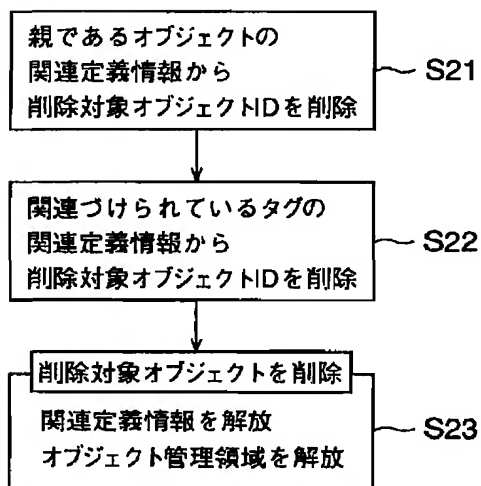 親であるオブジェクトの
関連定義情報から
削除対象オブジェクトIDを削除
S21
関連づけられているタグの
関連定義情報から
削除対象オブジェクトIDを削除
S22
削除対象オブジェクトを削除
関連定義情報を解放
オブジェクト管理領域を解放
S23